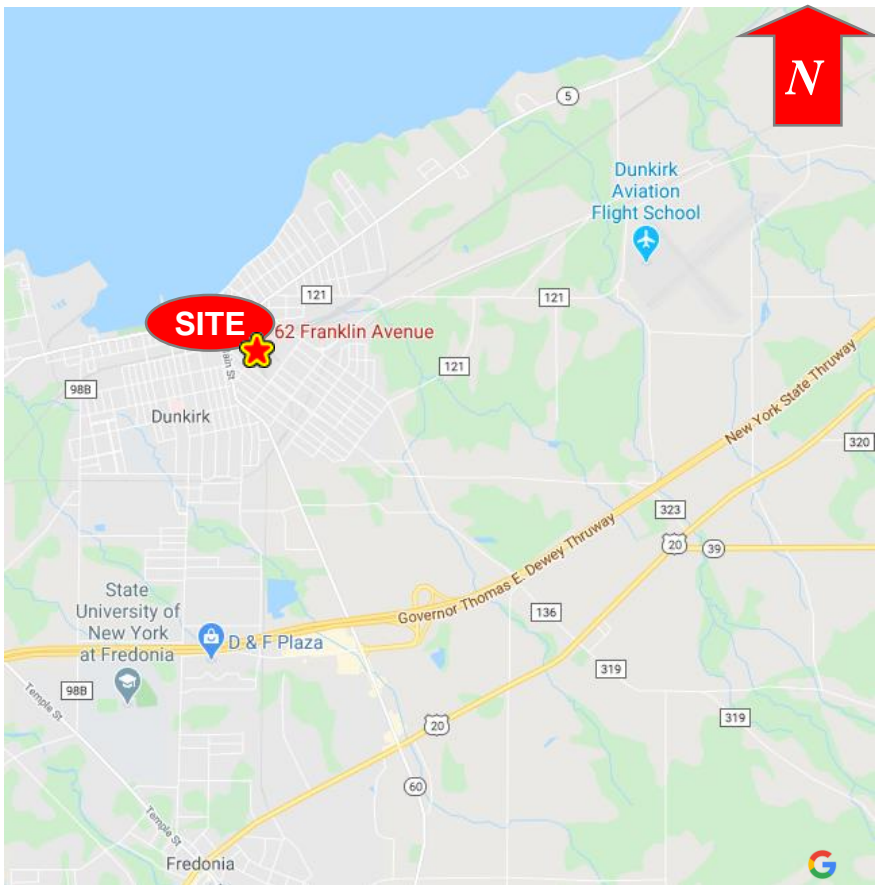 N
5
Dunkirk
Aviation
Flight School
121
121
SITE
62 Franklin Avenue
121
98B
Dunkirk
New York State Thruway
320
323
20
39
Governor Thomas E. Dewey Thruway
136
State
University of
New York
at Fredonia
D & F Plaza
319
98B
Temple St
319
20
60
Temple St
Fredonia
G